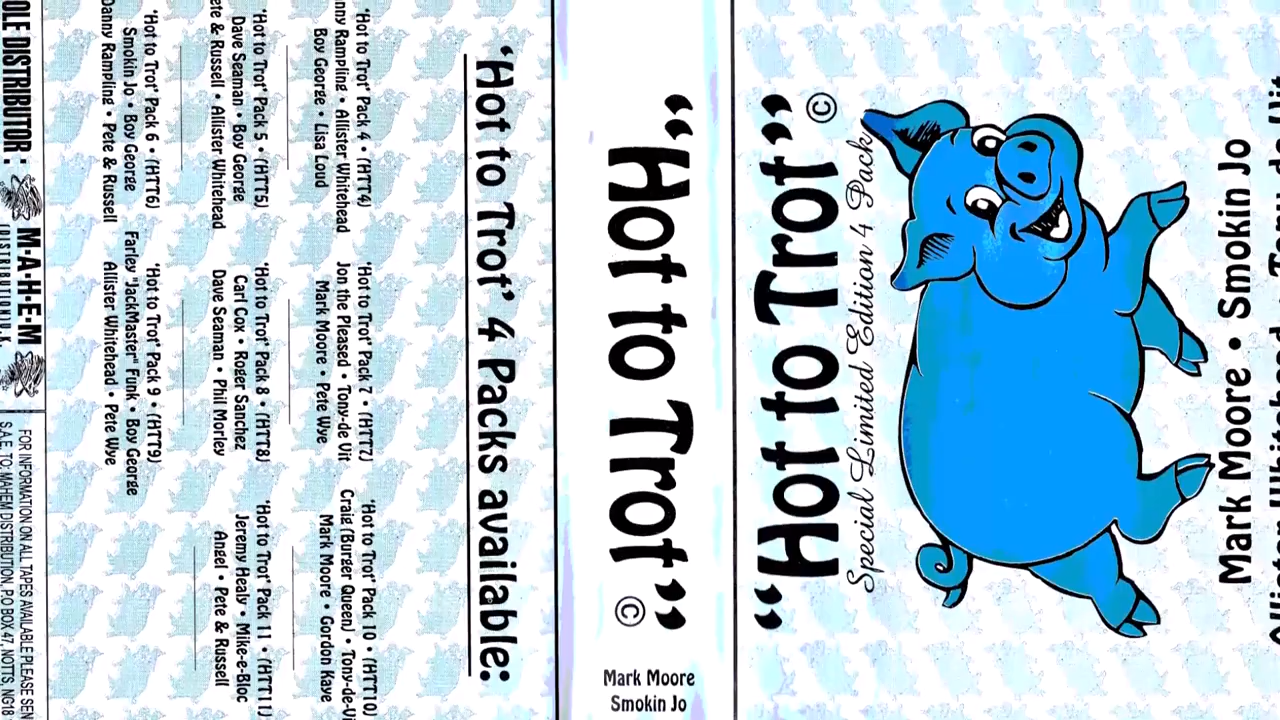 'Hot to Trot' 4 Packs available:
'Hot to Trot' Pack 4 • (HTT4)
Rampling • Allister Whitehead
Boy George • Lisa Loud
'Hot to Trot' Pack 5 • (HTT5)
Dave Seaman • Boy George
& Russell • Allister Whitehead
'Hot to Trot' Pack 6 • (HTT6)
Smokin Jo • Boy George
Danny Rampling • Pete & Russell
'Hot to Trot' Pack 7 • (HTT7)
Jon the Pleased • Tony-de Vit
Mark Moore • Pete Wye
'Hot to Trot' Pack 8 • (HTT8)
Carl Cox • Roger Sanchez
Dave Seaman • Phil Morley
'Hot to Trot' Pack 9 • (HTT9)
Farley "JackMaster" Funk • Boy George
Allister Whitehead • Pete Wye
'Hot to Trot' Pack 10 • (HTT10)
Craig (Burger Queen) • Tony-de-Vi
Mark Moore • Gordon Kaye
'Hot to Trot' Pack 11 • (HTT11)
Jeremy Healy • Mike-e-Bloc
Angel • Pete & Russell
OLE DISTRIBUTOR :
M•A•H•E•M
(DISTRIBUTION) U.K.
FOR INFORMATION ON ALL TAPES AVAILABLE PLEASE SEN
S.A.E. TO: MAHEM DISTRIBUTION, P.O BOX 47, NOTTS, NG18
“Hot to Trot” ©
Mark Moore
Smokin Jo
“Hot to Trot” ©
Special Limited Edition 4 Pack
Mark Moore • Smokin Jo